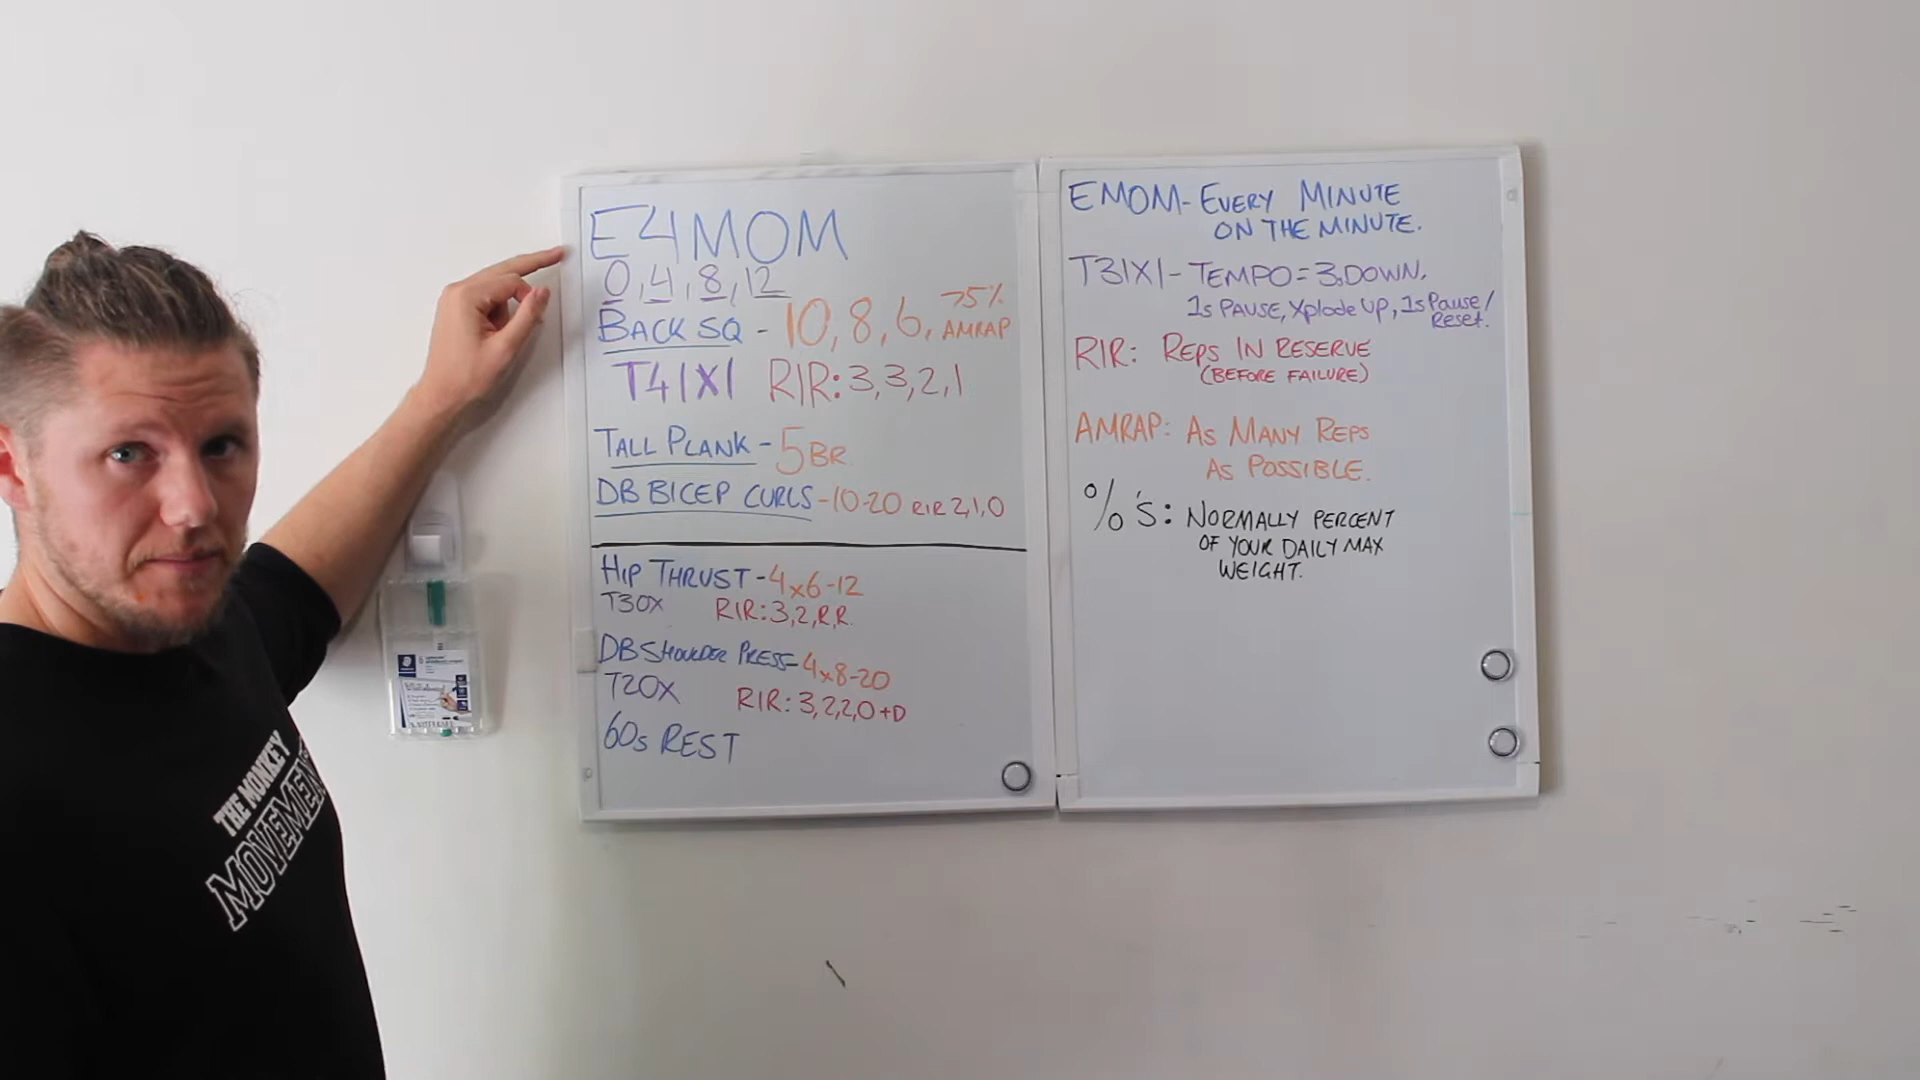 E4MOM
0, 4, 8, 12
BACK SQ - 10, 8, 6, 75% AMRAP
T41X1 RIR: 3, 3, 2, 1
TALL PLANK - 5 BR
DB BICEP CURLS - 10-20 RIR 2, 1, 0
HIP THRUST - 4x6-12
T30X RIR: 3, 2, R, R.
DB SHOULDER PRESS - 4x8-20
T20X RIR: 3, 2, 2, 0+D
60s REST
EMOM - EVERY MINUTE
ON THE MINUTE.
T31X1 - TEMPO = 3s DOWN,
1s PAUSE, Xplode UP, 1s Pause/
Reset.
RIR: REPS IN RESERVE
(BEFORE FAILURE)
AMRAP: AS MANY REPS
AS POSSIBLE.
%'S: NORMALLY PERCENT
OF YOUR DAILY MAX
WEIGHT.
THE MONKEY
MOVEMENT